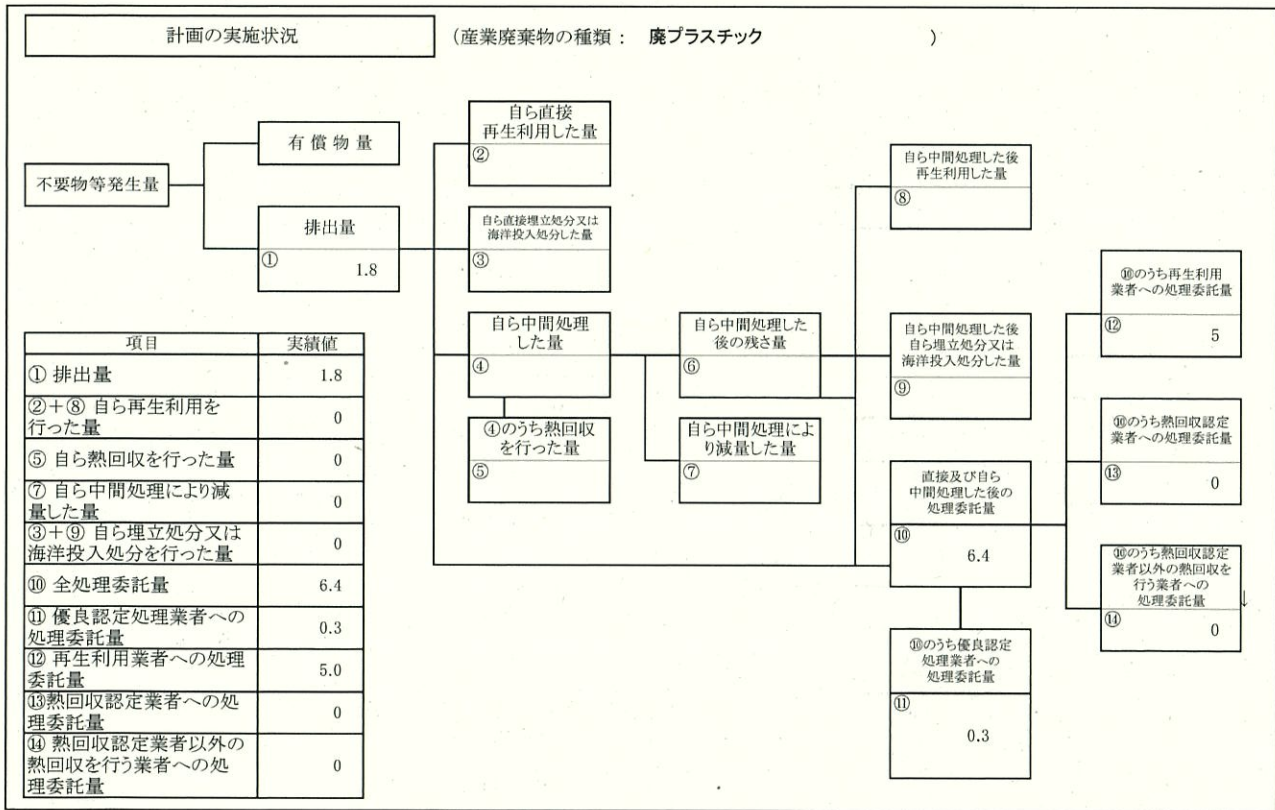 計画の実施状況
(産業廃棄物の種類： 廃プラスチック )
不要物等発生量
有償物量
排出量
① 1.8
自ら直接
再生利用した量
②
自ら直接埋立処分又は
海洋投入処分した量
③
自ら中間処理
した量
④
④のうち熱回収
を行った量
⑤
自ら中間処理した
後の残さ量
⑥
自ら中間処理によ
り減量した量
⑦
自ら中間処理した後
再生利用した量
⑧
自ら中間処理した後
自ら埋立処分又は
海洋投入処分した量
⑨
直接及び自ら
中間処理した後の
処理委託量
⑩
6.4
⑩のうち優良認定
処理業者への
処理委託量
⑪
0.3
⑩のうち再生利用
業者への処理委託量
⑫ 5
⑩のうち熱回収認定
業者への処理委託量
⑬ 0
⑩のうち熱回収認定
業者以外の熱回収を
行う業者への
処理委託量
↓
⑭ 0
項目 実績値
① 排出量 1.8
②＋⑧ 自ら再生利用を
行った量 0
⑤ 自ら熱回収を行った量 0
⑦ 自ら中間処理により減
量した量 0
③＋⑨ 自ら埋立処分又は
海洋投入処分を行った量 0
⑩ 全処理委託量 6.4
⑪ 優良認定処理業者への
処理委託量 0.3
⑫ 再生利用業者への処理
委託量 5.0
⑬熱回収認定業者への処
理委託量 0
⑭ 熱回収認定業者以外の
熱回収を行う業者への処
理委託量 0